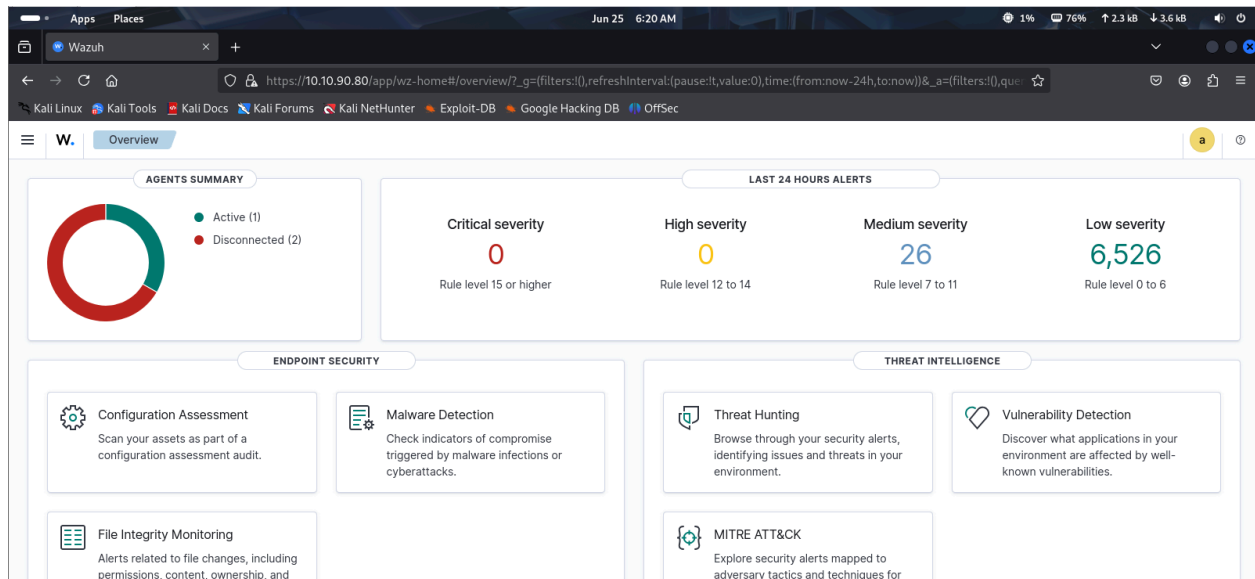 Apps Places Jun 25 6:20 AM 1% 76% ↑ 2.3 kB ↓ 3.6 kB
Wazuh × +
https://10.10.90.80/app/wz-home#/overview/?_g=(filters:!(),refreshInterval:(pause:!t,value:0),time:(from:now-24h,to:now))&_a=(filters:!(),quer
Kali Linux Kali Tools Kali Docs Kali Forums Kali NetHunter Exploit-DB Google Hacking DB OffSec
W. Overview a
AGENTS SUMMARY
Active (1)
Disconnected (2)
LAST 24 HOURS ALERTS
Critical severity
0
Rule level 15 or higher
High severity
0
Rule level 12 to 14
Medium severity
26
Rule level 7 to 11
Low severity
6,526
Rule level 0 to 6
ENDPOINT SECURITY
Configuration Assessment
Scan your assets as part of a
configuration assessment audit.
Malware Detection
Check indicators of compromise
triggered by malware infections or
cyberattacks.
File Integrity Monitoring
Alerts related to file changes, including
permissions, content, ownership, and
THREAT INTELLIGENCE
Threat Hunting
Browse through your security alerts,
identifying issues and threats in your
environment.
Vulnerability Detection
Discover what applications in your
environment are affected by well-
known vulnerabilities.
MITRE ATT&CK
Explore security alerts mapped to
adversary tactics and techniques for